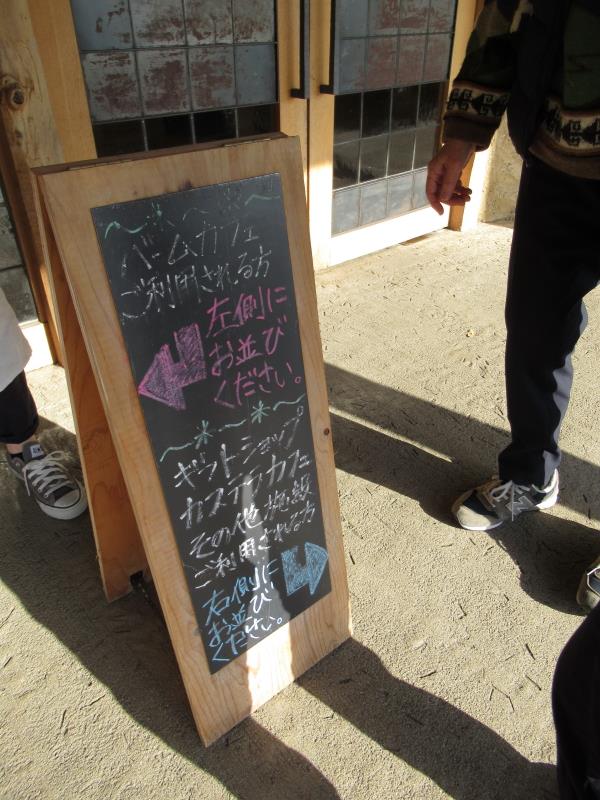 バームカフェ
ご利用される方
左側に
お並び
ください。
ギフトショップ
カステラカフェ
その他施設
ご利用される方
右側に
お並び
ください。